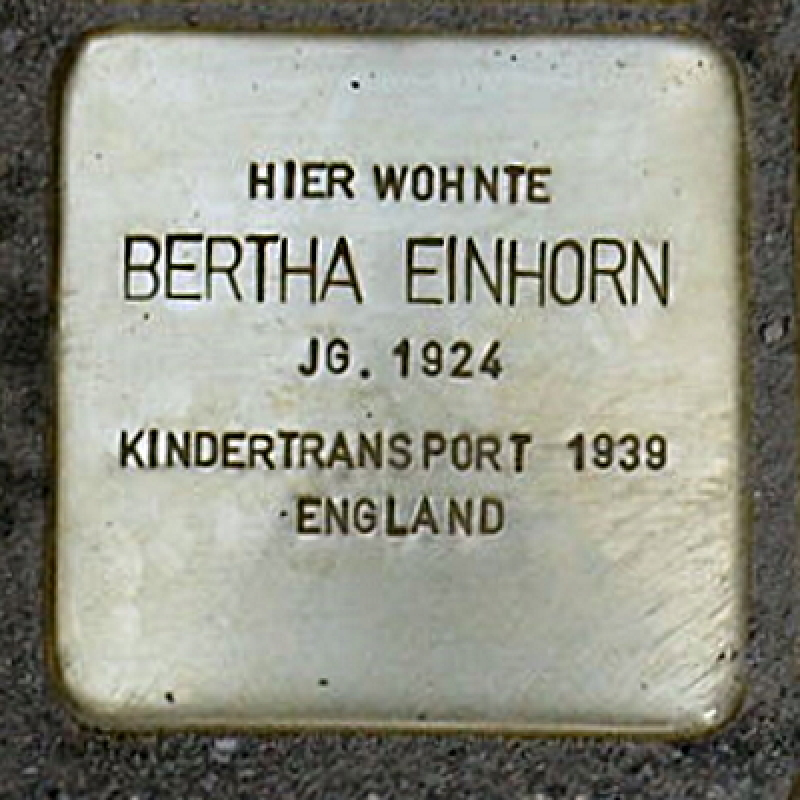 HIER WOHNTE
BERTHA EINHORN
JG. 1924
KINDERTRANSPORT 1939
ENGLAND